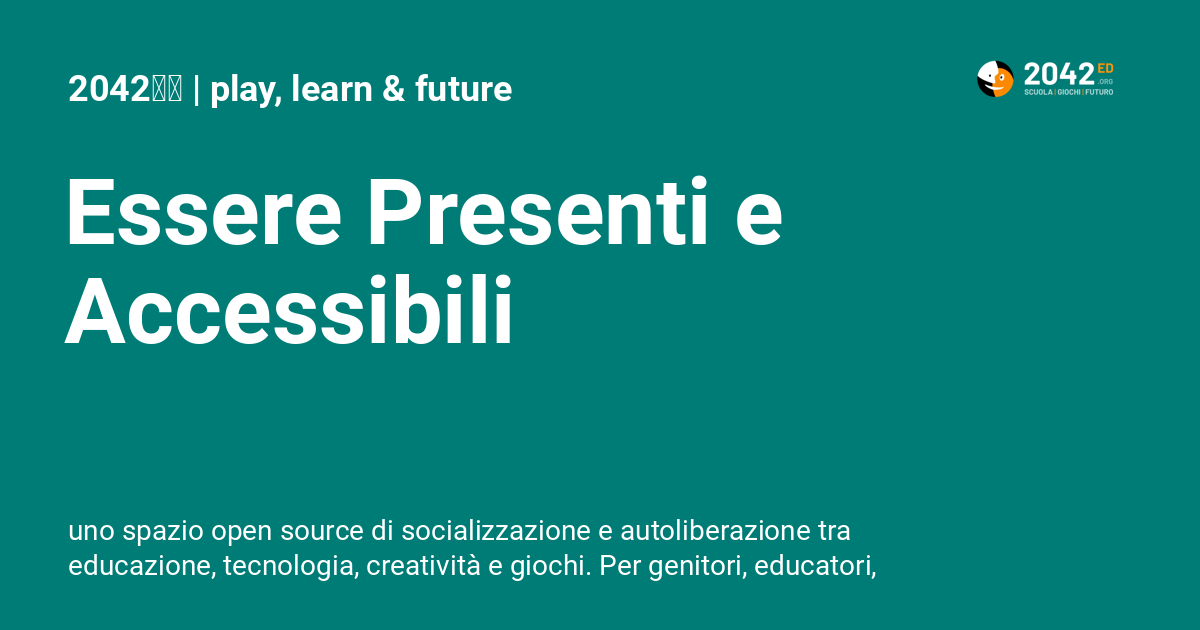 2042 | play, learn & future
2042 ED
.ORG
SCUOLA | GIOCHI | FUTURO
Essere Presenti e
Accessibili
uno spazio open source di socializzazione e autoliberazione tra
educazione, tecnologia, creatività e giochi. Per genitori, educatori,